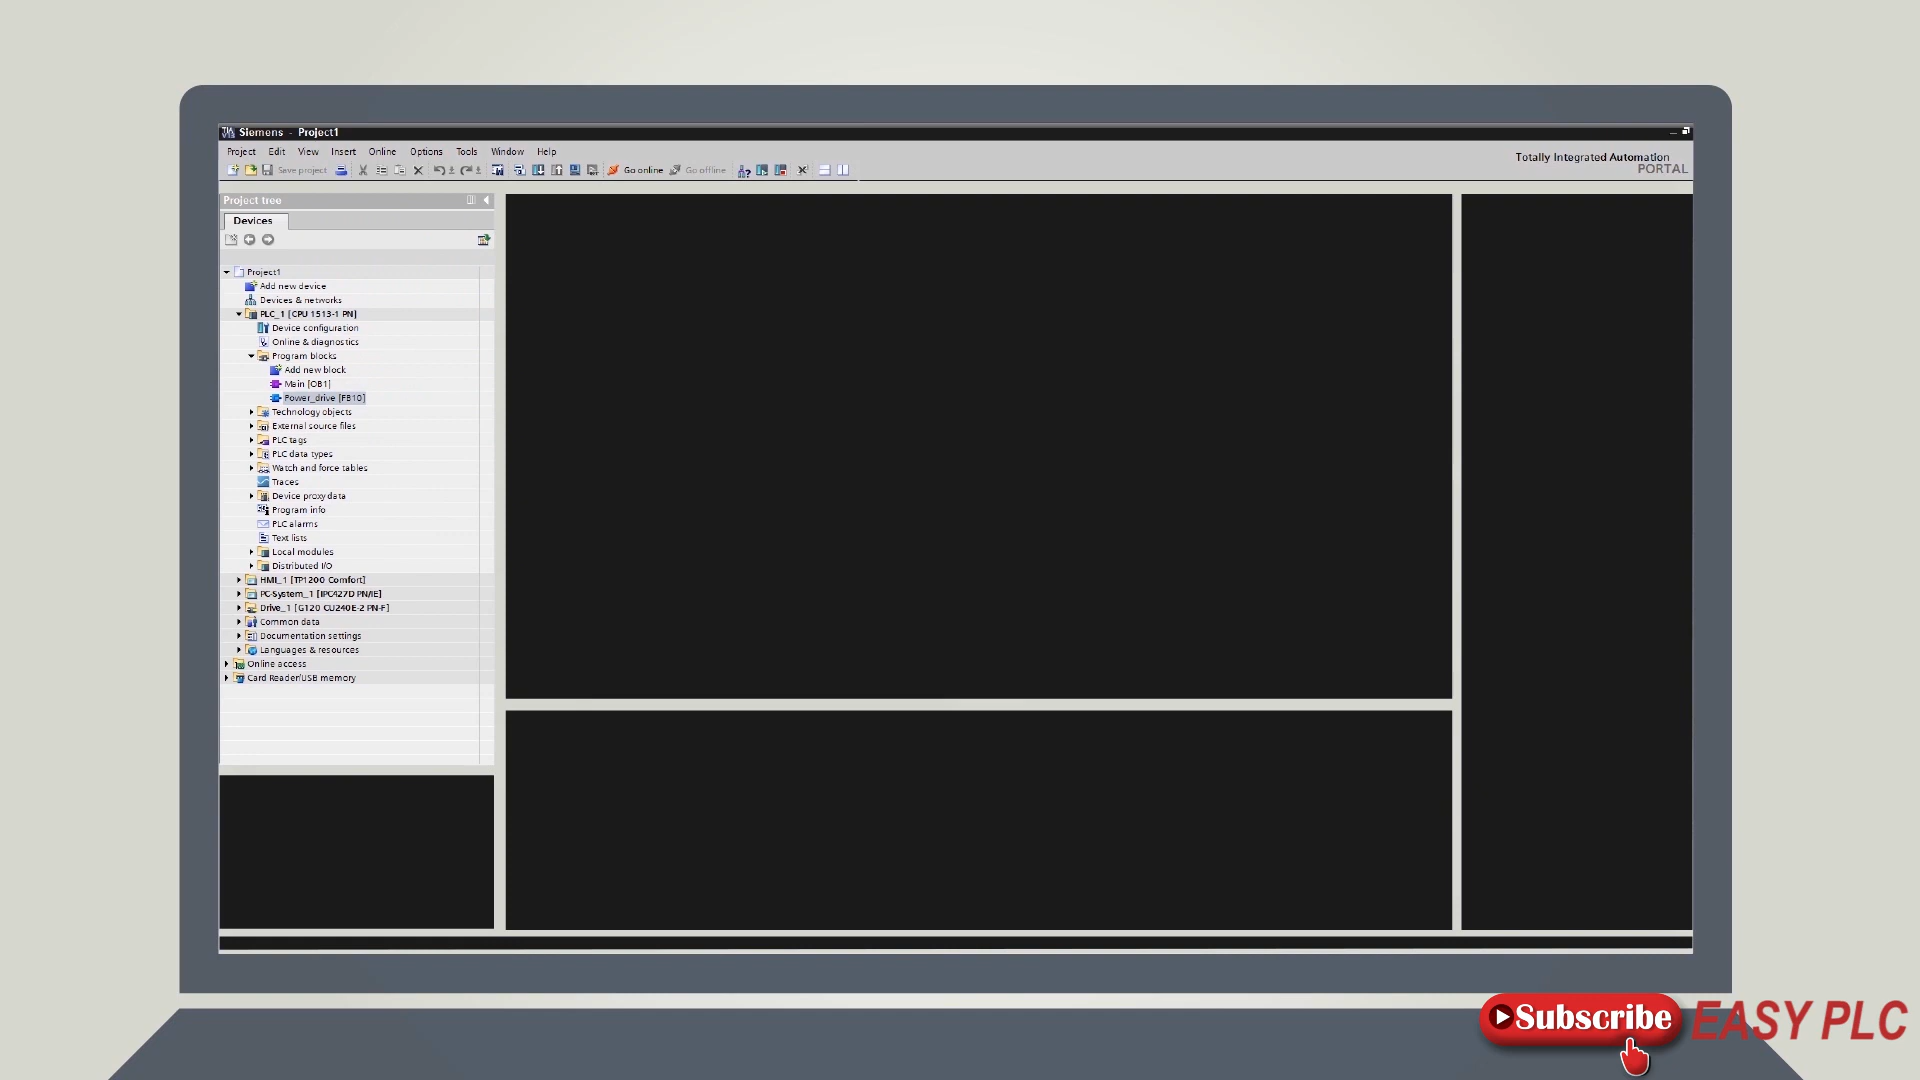 Siemens - Project1
Project Edit View Insert Online Options Tools Window Help
Totally Integrated Automation
PORTAL
Save project Go online Go offline
Project tree
Devices
Project1
Add new device
Devices & networks
PLC_1 [CPU 1513-1 PN]
Device configuration
Online & diagnostics
Program blocks
Add new block
Main [OB1]
Power_drive [FB10]
Technology objects
External source files
PLC tags
PLC data types
Watch and force tables
Traces
Device proxy data
Program info
PLC alarms
Text lists
Local modules
Distributed I/O
HMI_1 [TP1200 Comfort]
PC-System_1 [IPC427D PN/IE]
Drive_1 [G120 CU240E-2 PN-F]
Common data
Documentation settings
Languages & resources
Online access
Card Reader/USB memory
Subscribe
EASY PLC